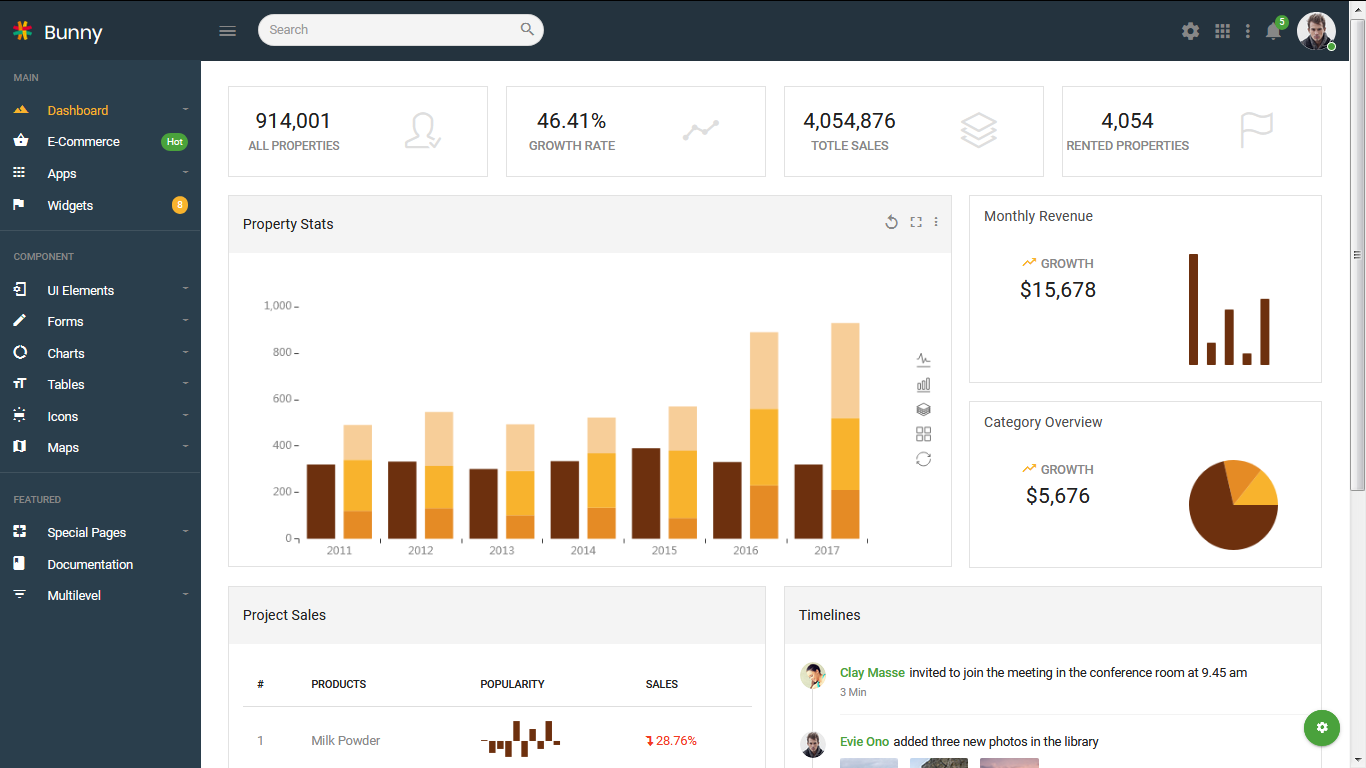 Bunny
Search
5
MAIN
Dashboard
E-Commerce Hot
Apps
Widgets 8
COMPONENT
UI Elements
Forms
Charts
Tables
Icons
Maps
FEATURED
Special Pages
Documentation
Multilevel
914,001
ALL PROPERTIES
46.41%
GROWTH RATE
4,054,876
TOTLE SALES
4,054
RENTED PROPERTIES
Property Stats
1,000
800
600
400
200
0
2011 2012 2013 2014 2015 2016 2017
Monthly Revenue
GROWTH
$15,678
Category Overview
GROWTH
$5,676
Project Sales
# PRODUCTS POPULARITY SALES
1 Milk Powder 28.76%
Timelines
Clay Masse invited to join the meeting in the conference room at 9.45 am
3 Min
Evie Ono added three new photos in the library